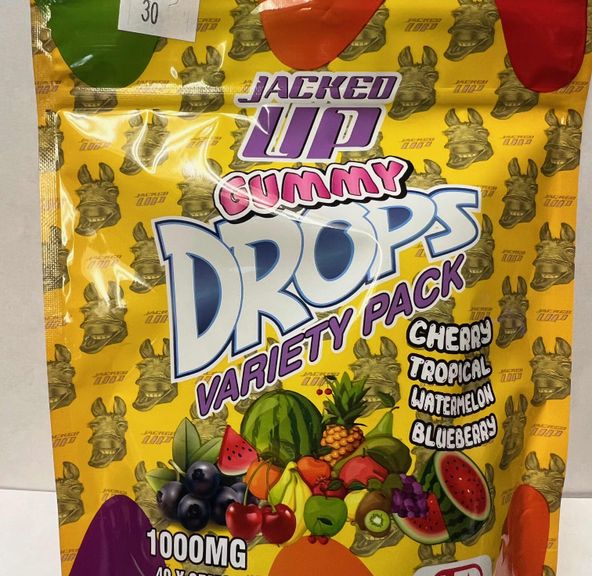 30
JACKED
UP
GUMMY
DROPS
VARIETY PACK
CHERRY
TROPICAL
WATERMELON
BLUEBERRY
1000MG